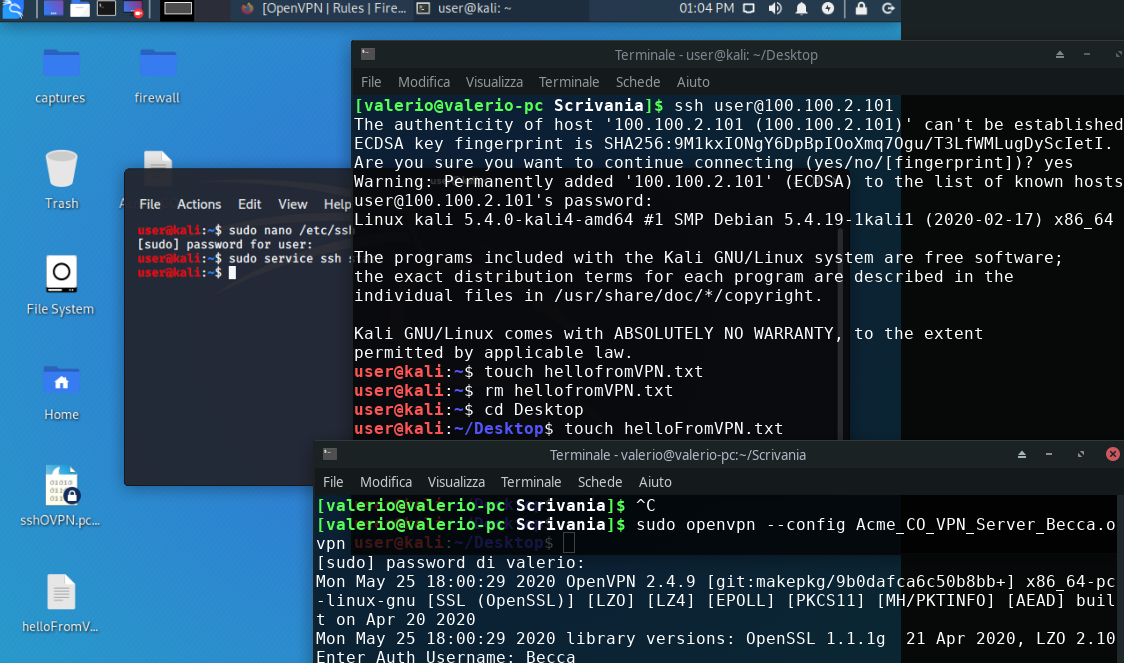 [OpenVPN | Rules | Fire...
user@kali: ~
01:04 PM
captures
firewall
Trash
File System
Home
sshOVPN.pc...
helloFromV...
File Actions Edit View Help
user@kali:~$ sudo nano /etc/ssh
[sudo] password for user:
user@kali:~$ sudo service ssh
user@kali:~$
Terminale - user@kali: ~/Desktop
File Modifica Visualizza Terminale Schede Aiuto
[valerio@valerio-pc Scrivania]$ ssh user@100.100.2.101
The authenticity of host '100.100.2.101 (100.100.2.101)' can't be established
ECDSA key fingerprint is SHA256:9M1kxIONgY6DpBpIOoXmq7Ogu/T3LfWMLugDyScIetI.
Are you sure you want to continue connecting (yes/no/[fingerprint])? yes
Warning: Permanently added '100.100.2.101' (ECDSA) to the list of known hosts
user@100.100.2.101's password:
Linux kali 5.4.0-kali4-amd64 #1 SMP Debian 5.4.19-1kali1 (2020-02-17) x86_64
The programs included with the Kali GNU/Linux system are free software;
the exact distribution terms for each program are described in the
individual files in /usr/share/doc/*/copyright.
Kali GNU/Linux comes with ABSOLUTELY NO WARRANTY, to the extent
permitted by applicable law.
user@kali:~$ touch hellofromVPN.txt
user@kali:~$ rm hellofromVPN.txt
user@kali:~$ cd Desktop
user@kali:~/Desktop$ touch helloFromVPN.txt
Terminale - valerio@valerio-pc:~/Scrivania
File Modifica Visualizza Terminale Schede Aiuto
[valerio@valerio-pc Scrivania]$ ^C
[valerio@valerio-pc Scrivania]$ sudo openvpn --config Acme_CO_VPN_Server_Becca.o
vpn
[sudo] password di valerio:
Mon May 25 18:00:29 2020 OpenVPN 2.4.9 [git:makepkg/9b0dafca6c50b8bb+] x86_64-pc
-linux-gnu [SSL (OpenSSL)] [LZO] [LZ4] [EPOLL] [PKCS11] [MH/PKTINFO] [AEAD] buil
t on Apr 20 2020
Mon May 25 18:00:29 2020 library versions: OpenSSL 1.1.1g 21 Apr 2020, LZO 2.10
Enter Auth Username: Becca